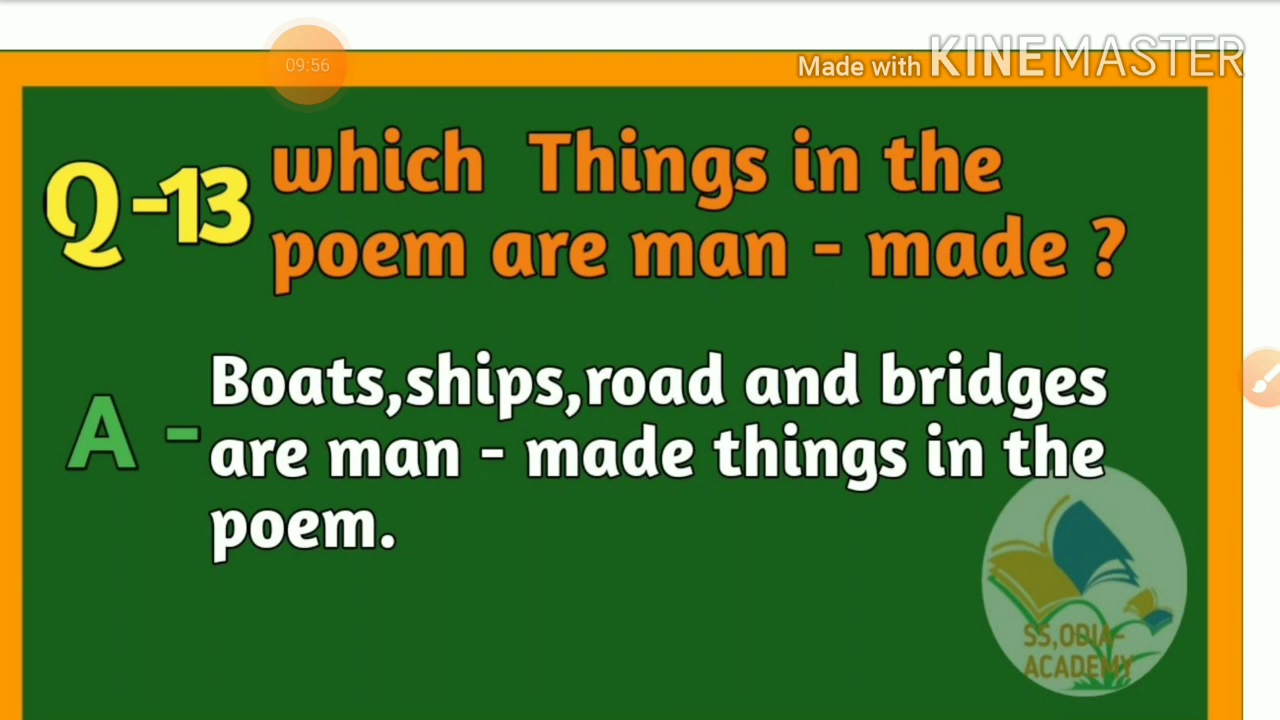 09:56
Made with KINEMASTER
Q-13 which Things in the
poem are man - made ?
A - Boats,ships,road and bridges
are man - made things in the
poem.
SS,ODIA-
ACADEMY